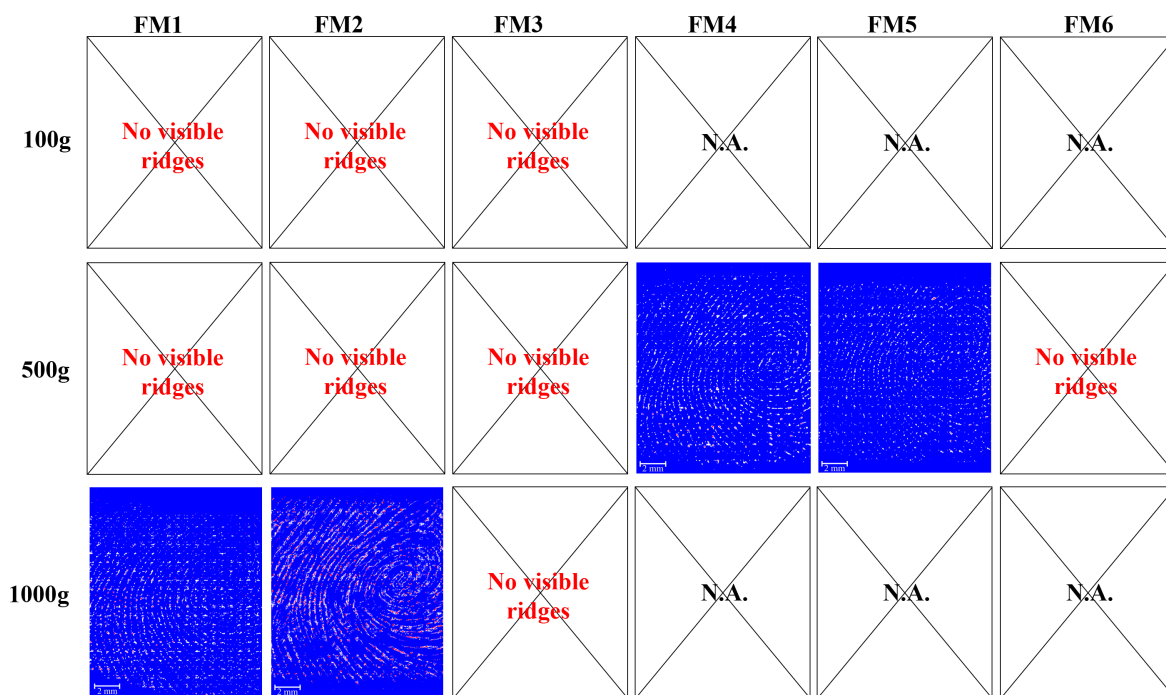 FM1 FM2 FM3 FM4 FM5 FM6
100g
No visible
ridges
No visible
ridges
No visible
ridges
N.A.
N.A.
N.A.
500g
No visible
ridges
No visible
ridges
No visible
ridges
2 mm
2 mm
No visible
ridges
1000g
2 mm
2 mm
No visible
ridges
N.A.
N.A.
N.A.